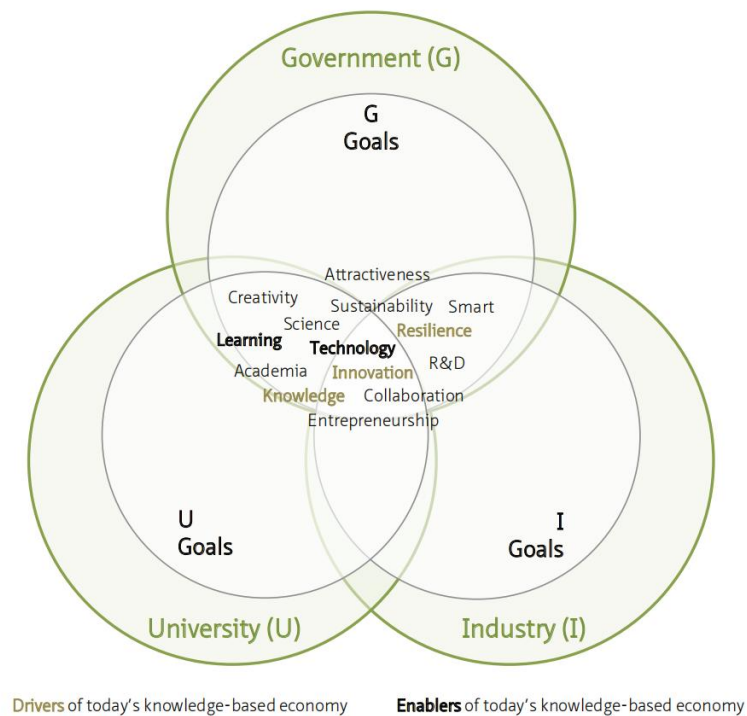 Government (G)
G
Goals
Attractiveness
Creativity
Sustainability
Smart
Science
Resilience
Learning
Technology
R&D
Academia
Innovation
Knowledge
Collaboration
Entrepreneurship
U
Goals
I
Goals
University (U)
Industry (I)
Drivers of today's knowledge-based economy
Enablers of today's knowledge-based economy